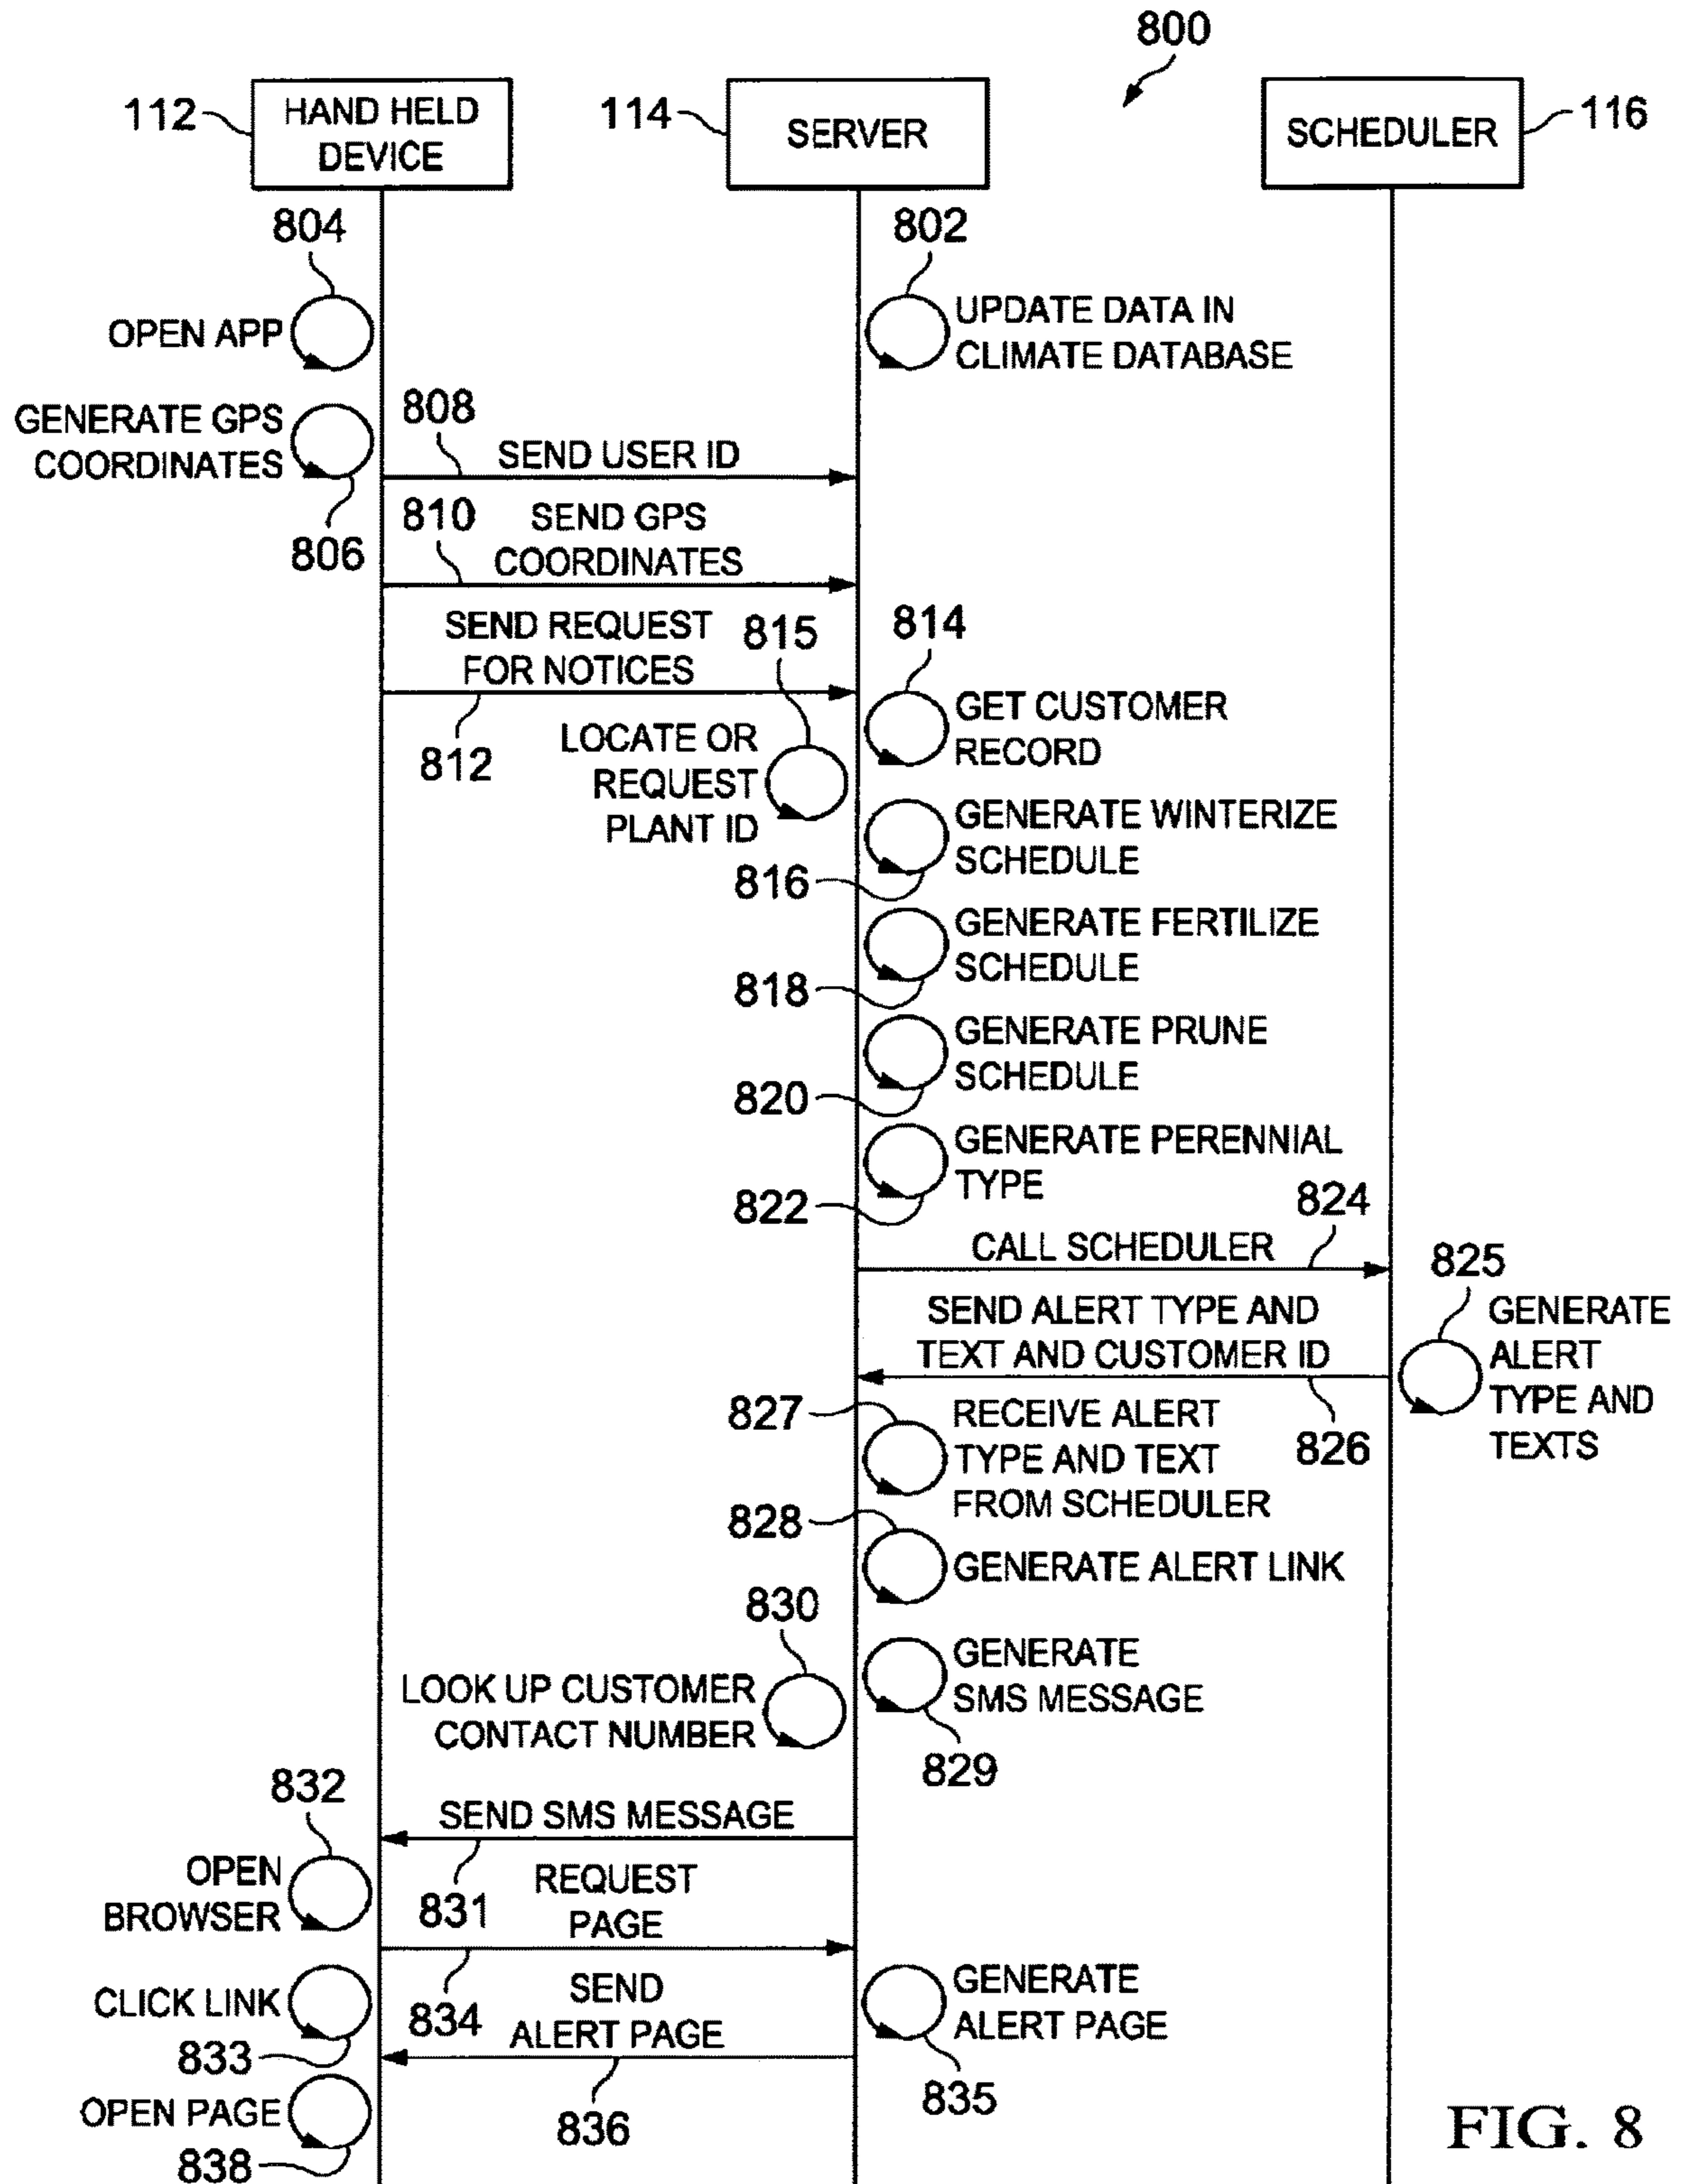 800
112
HAND HELD
DEVICE
114
SERVER
SCHEDULER
116
804
802
OPEN APP
UPDATE DATA IN
CLIMATE DATABASE
GENERATE GPS
COORDINATES
806
808
SEND USER ID
810
SEND GPS
COORDINATES
SEND REQUEST
FOR NOTICES
812
815
LOCATE OR
REQUEST
PLANT ID
814
GET CUSTOMER
RECORD
GENERATE WINTERIZE
SCHEDULE
816
GENERATE FERTILIZE
SCHEDULE
818
GENERATE PRUNE
SCHEDULE
820
GENERATE PERENNIAL
TYPE
822
824
CALL SCHEDULER
825
GENERATE
ALERT
TYPE AND
TEXTS
SEND ALERT TYPE AND
TEXT AND CUSTOMER ID
826
827
RECEIVE ALERT
TYPE AND TEXT
FROM SCHEDULER
828
GENERATE ALERT LINK
830
LOOK UP CUSTOMER
CONTACT NUMBER
GENERATE
SMS MESSAGE
829
832
SEND SMS MESSAGE
831
OPEN
BROWSER
REQUEST
PAGE
834
CLICK LINK
833
SEND
ALERT PAGE
836
GENERATE
ALERT PAGE
835
OPEN PAGE
838
FIG. 8